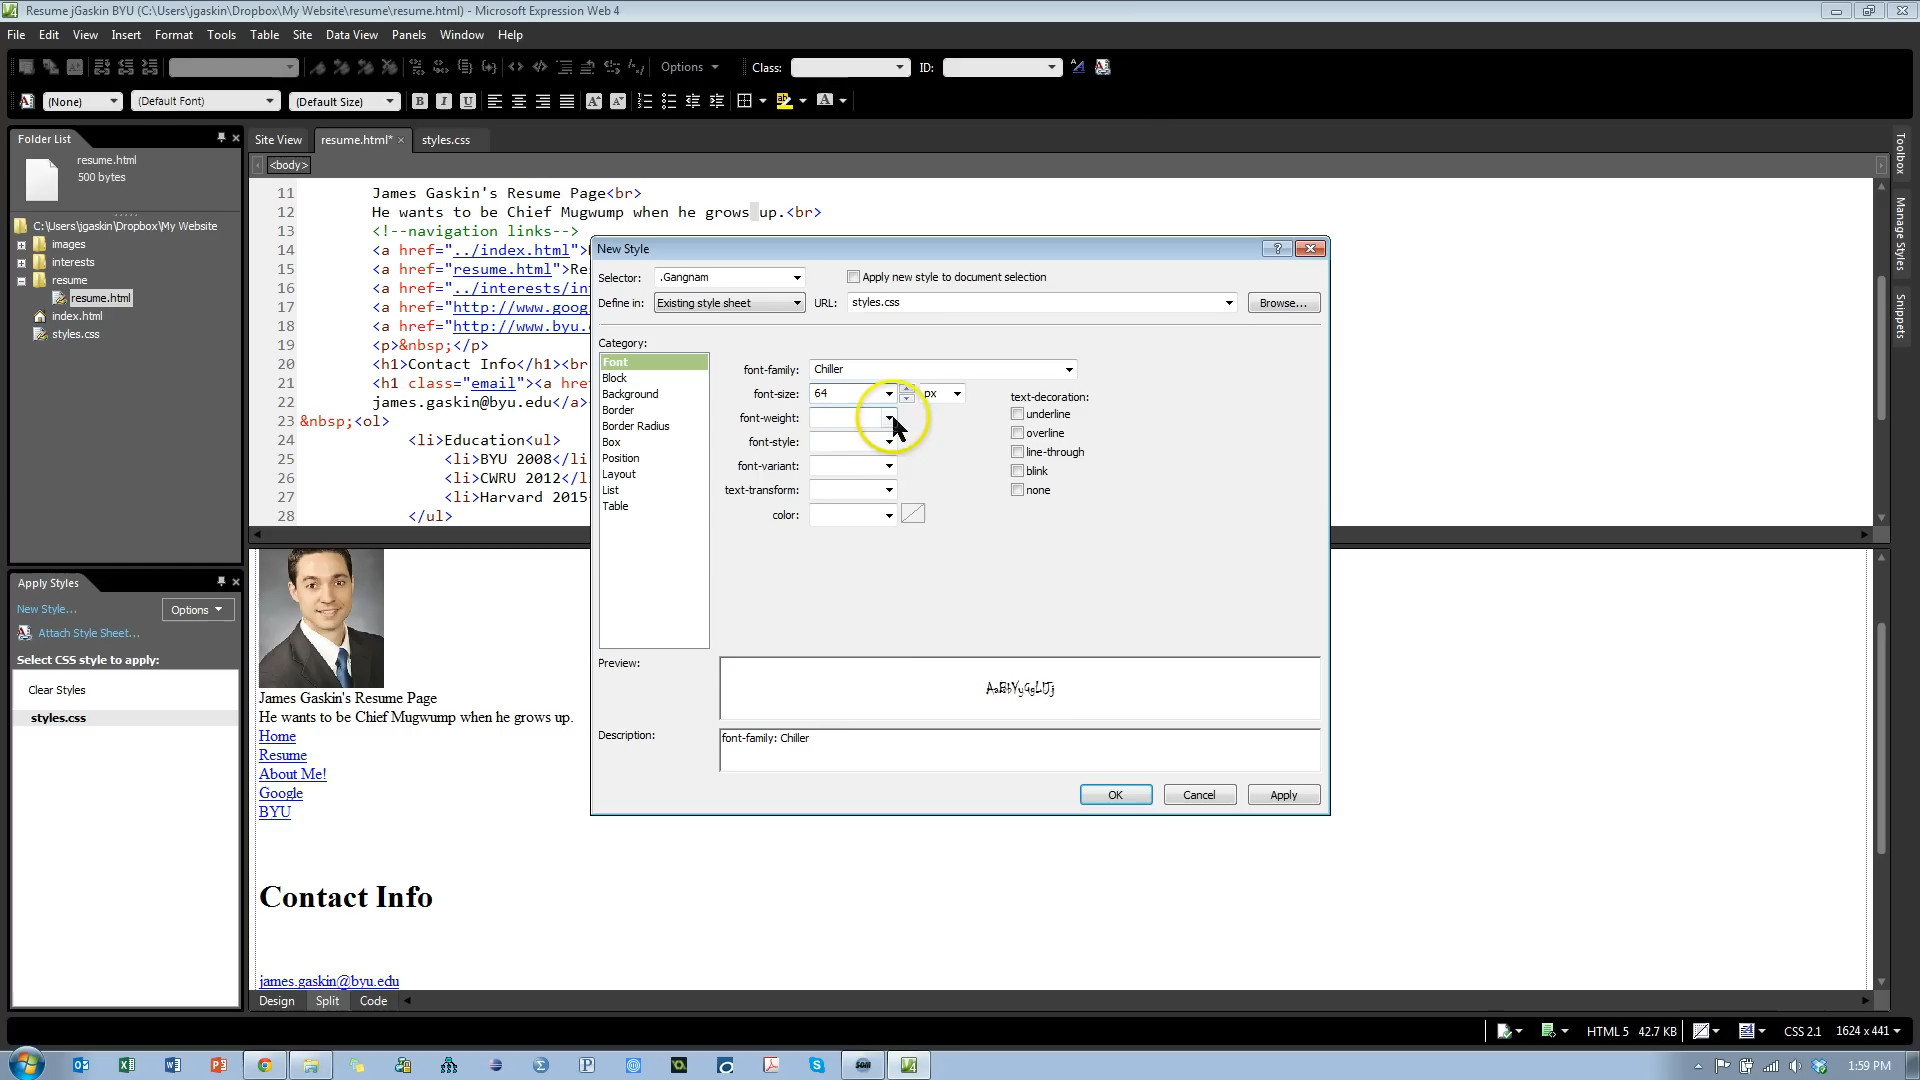 Resume jGaskin BYU (C:\Users\jgaskin\Dropbox\My Website\resume\resume.html) - Microsoft Expression Web 4
File Edit View Insert Format Tools Table Site Data View Panels Window Help
Options Class: ID:
(None) (Default Font) (Default Size) B I U
Folder List
resume.html
500 bytes
C:\Users\jgaskin\Dropbox\My Website
images
interests
resume
resume.html
index.html
styles.css
Site View resume.html* styles.css
<body>
11 James Gaskin's Resume Page<br>
12 He wants to be Chief Mugwump when he grows up.<br>
13 <!--navigation links-->
14 <a href="../index.html">
15 <a href="resume.html">Re
16 <a href="../interests/in
17 <a href="http://www.goog
18 <a href="http://www.byu.
19 <p>&nbsp;</p>
20 <h1>Contact Info</h1><br
21 <h1 class="email"><a hre
22 james.gaskin@byu.edu</a>
23 &nbsp;<ol>
24 <li>Education<ul>
25 <li>BYU 2008</li
26 <li>CWRU 2012</l
27 <li>Harvard 2015
28 </ul>
New Style
Selector: .Gangnam Apply new style to document selection
Define in: Existing style sheet URL: styles.css Browse...
Category:
Font
Block
Background
Border
Border Radius
Box
Position
Layout
List
Table
font-family: Chiller
font-size: 64 px
font-weight:
font-style:
font-variant:
text-transform:
color:
text-decoration:
underline
overline
line-through
blink
none
Preview: AaBbYyGgLlJj
Description: font-family: Chiller
OK Cancel Apply
Apply Styles
New Style... Options
Attach Style Sheet...
Select CSS style to apply:
Clear Styles
styles.css
James Gaskin's Resume Page
He wants to be Chief Mugwump when he grows up.
Home
Resume
About Me!
Google
BYU
Contact Info
james.gaskin@byu.edu
Design Split Code
HTML 5 42.7 KB CSS 2.1 1624 x 441
Toolbox
Manage Styles
Snippets
1:59 PM